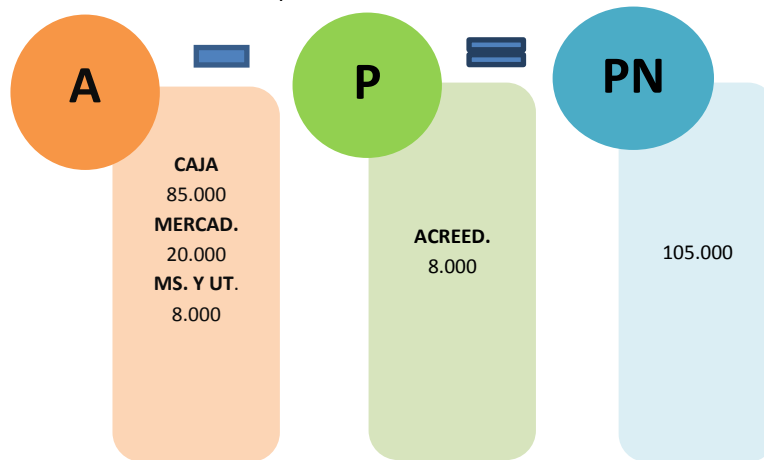 A
P
PN
CAJA
85.000
MERCAD.
20.000
MS. Y UT.
8.000
ACREED.
8.000
105.000